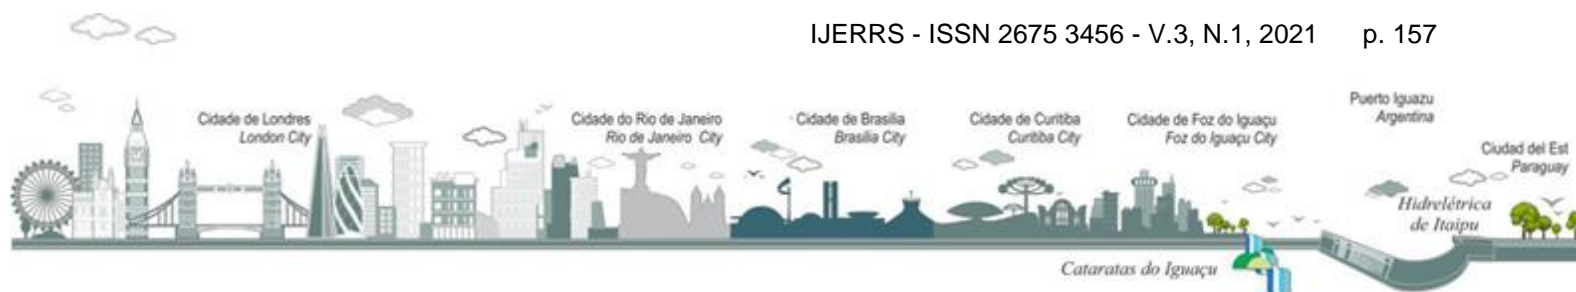 IJERRS - ISSN 2675 3456 - V.3, N.1, 2021 p. 157
Cidade de Londres
London City
Cidade do Rio de Janeiro
Rio de Janeiro City
Cidade de Brasilia
Brasilia City
Cidade de Curitiba
Curitiba City
Cidade de Foz do Iguaçu
Foz do Iguaçu City
Puerto Iguazu
Argentina
Ciudad del Est
Paraguay
Hidrelétrica
de Itaipu
Cataratas do Iguaçu